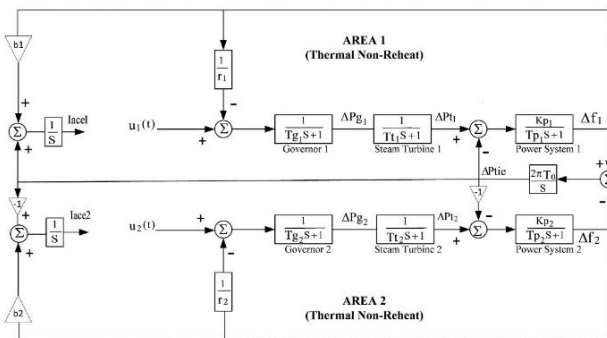 b1
AREA 1
(Thermal Non-Reheat)
1
r1
+
−
+
Σ
+
1
S
Iace1
u1(t)
+
Σ
1
Tg1S+1
Governor 1
ΔPg1
1
Tt1S+1
Steam Turbine 1
ΔPt1
+
Σ
−
Kp1
Tp1S+1
Power System 1
Δf1
ΔPtie
2πT0
S
+
Σ
−
-1
-1
+
Σ
+
1
S
Iace2
u2(t)
+
Σ
−
1
Tg2S+1
Governor 2
ΔPg2
1
Tt2S+1
Steam Turbine 2
ΔPt2
−
+
Σ
Kp2
Tp2S+1
Power System 2
Δf2
1
r2
b2
AREA 2
(Thermal Non-Reheat)